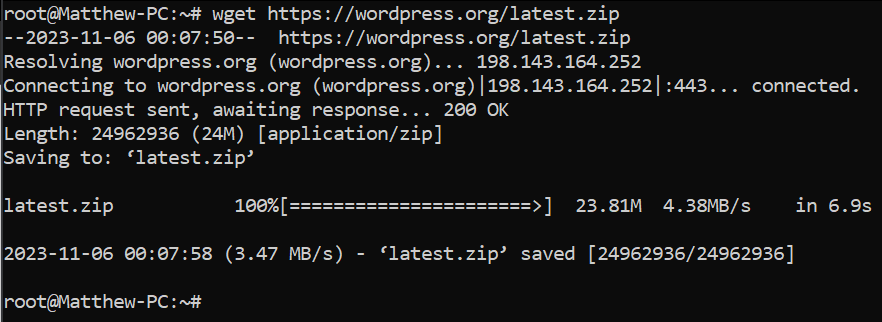 root@Matthew-PC:~# wget https://wordpress.org/latest.zip
--2023-11-06 00:07:50--  https://wordpress.org/latest.zip
Resolving wordpress.org (wordpress.org)... 198.143.164.252
Connecting to wordpress.org (wordpress.org)|198.143.164.252|:443... connected.
HTTP request sent, awaiting response... 200 OK
Length: 24962936 (24M) [application/zip]
Saving to: ‘latest.zip’
latest.zip           100%[======================>]  23.81M  4.38MB/s    in 6.9s
2023-11-06 00:07:58 (3.47 MB/s) - ‘latest.zip’ saved [24962936/24962936]
root@Matthew-PC:~#